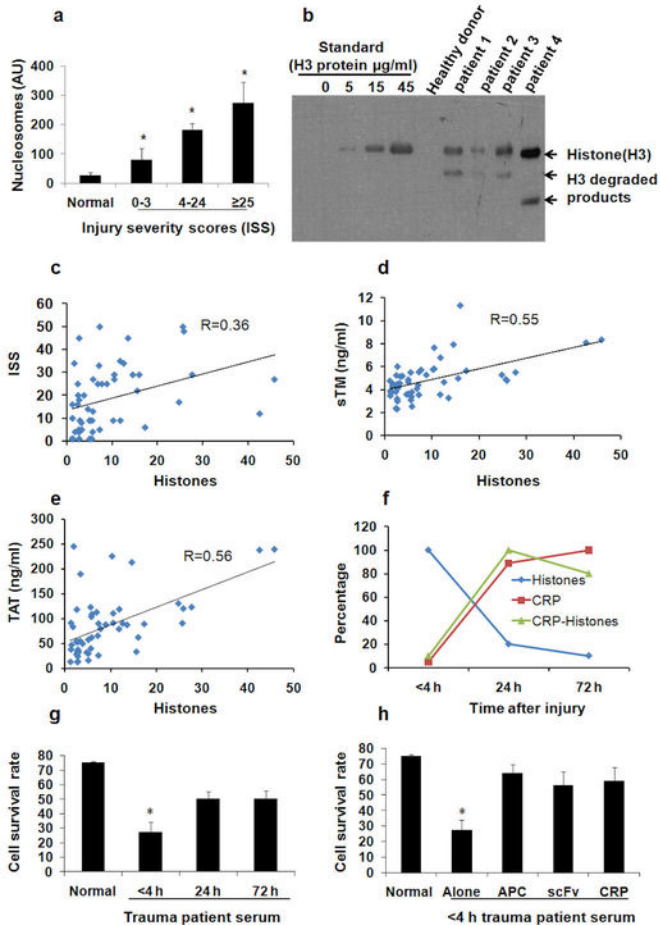 a
Nucleosomes (AU)
400
300
200
100
0
*
*
*
Normal
0-3
4-24
≥25
Injury severity scores (ISS)
b
Standard
(H3 protein µg/ml)
0 5 15 45
Healthy donor
patient 1
patient 2
patient 3
patient 4
Histone(H3)
H3 degraded
products
c
ISS
60
50
40
30
20
10
0
R=0.36
0 10 20 30 40 50
Histones
d
sTM (ng/ml)
12
10
8
6
4
2
0
R=0.55
0 10 20 30 40 50
Histones
e
TAT (ng/ml)
300
250
200
150
100
50
0
R=0.56
0 10 20 30 40 50
Histones
f
Percentage
120
100
80
60
40
20
0
Histones
CRP
CRP-Histones
<4 h 24 h 72 h
Time after injury
g
Cell survival rate
80
70
60
50
40
30
20
10
0
*
Normal <4 h 24 h 72 h
Trauma patient serum
h
Cell survival rate
80
70
60
50
40
30
20
10
0
*
Normal Alone APC scFv CRP
<4 h trauma patient serum